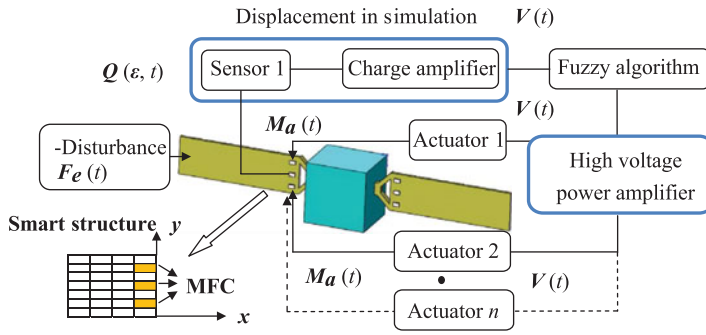 Displacement in simulation
V(t)
Q(ε, t)
Sensor 1
Charge amplifier
Fuzzy algorithm
V(t)
Ma(t)
Actuator 1
-Disturbance
Fe(t)
High voltage
power amplifier
Smart structure
y
MFC
x
Ma(t)
Actuator 2
V(t)
Actuator n